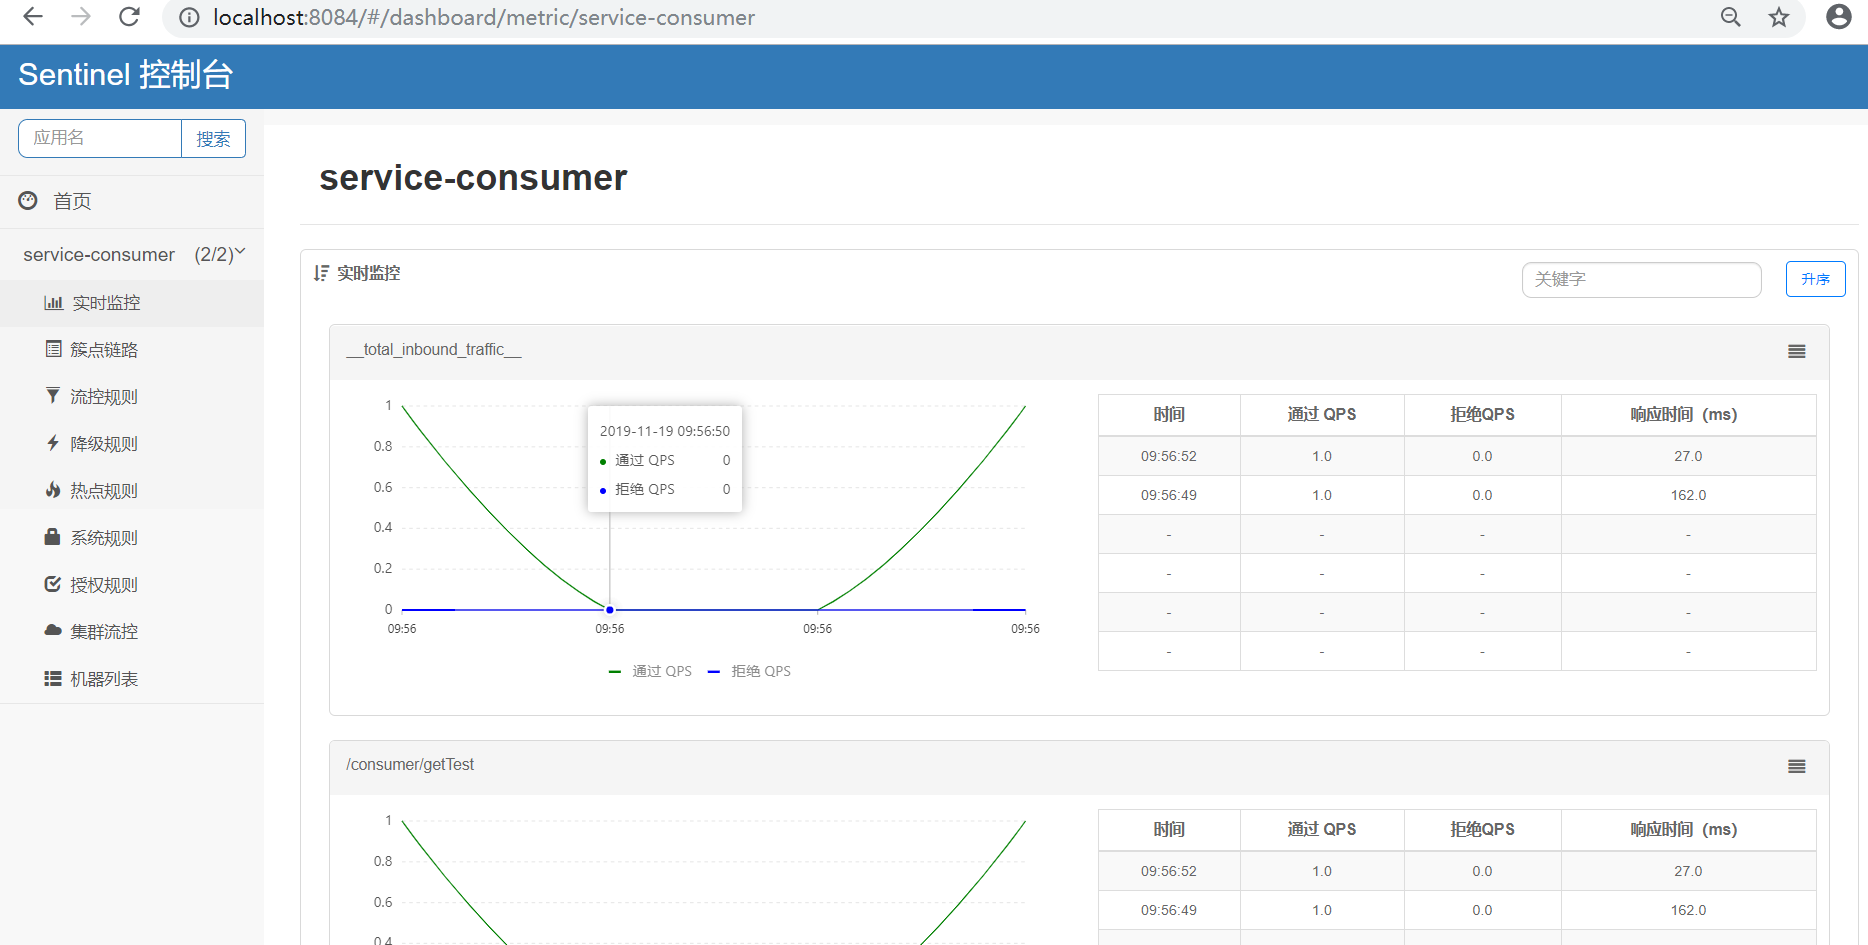 localhost:8084/#/dashboard/metric/service-consumer
Sentinel 控制台
应用名 搜索
首页
service-consumer (2/2)
实时监控
簇点链路
流控规则
降级规则
热点规则
系统规则
授权规则
集群流控
机器列表
service-consumer
实时监控 关键字 升序
__total_inbound_traffic__
1
0.8
0.6
0.4
0.2
0
09:56 09:56 09:56 09:56
2019-11-19 09:56:50
通过 QPS 0
拒绝 QPS 0
通过 QPS 拒绝 QPS
时间 通过 QPS 拒绝QPS 响应时间（ms）
09:56:52 1.0 0.0 27.0
09:56:49 1.0 0.0 162.0
- - - -
- - - -
- - - -
- - - -
/consumer/getTest
1
0.8
0.6
0.4
时间 通过 QPS 拒绝QPS 响应时间（ms）
09:56:52 1.0 0.0 27.0
09:56:49 1.0 0.0 162.0
- - - -